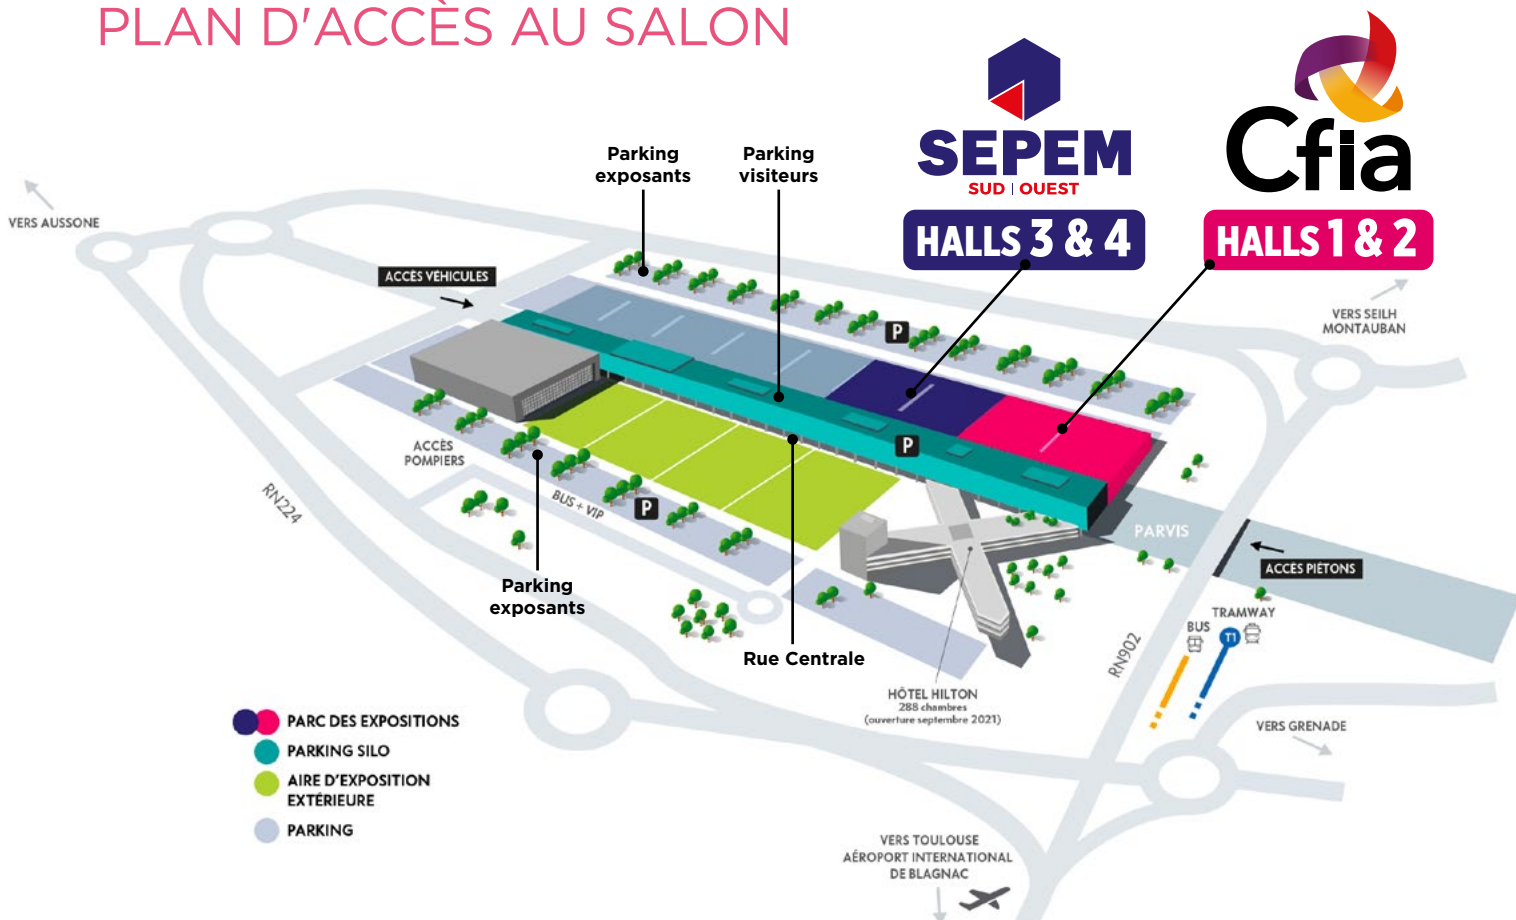 PLAN D'ACCÈS AU SALON
SEPEM
SUD | OUEST
HALLS 3 & 4
Cfia
HALLS 1 & 2
Parking
exposants
Parking
visiteurs
VERS AUSSONE
ACCÈS VÉHICULES
VERS SEILH
MONTAUBAN
P
P
ACCÈS
POMPIERS
RN224
BUS + VIP
P
PARVIS
ACCÈS PIÉTONS
Parking
exposants
Rue Centrale
TRAMWAY
BUS
T1
RN902
HÔTEL HILTON
288 chambres
(ouverture septembre 2021)
VERS GRENADE
PARC DES EXPOSITIONS
PARKING SILO
AIRE D'EXPOSITION
EXTÉRIEURE
PARKING
VERS TOULOUSE
AÉROPORT INTERNATIONAL
DE BLAGNAC